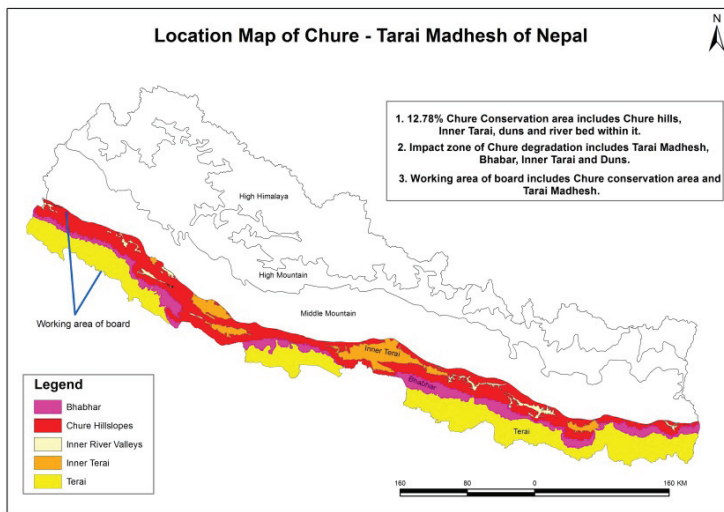 Location Map of Chure - Tarai Madhesh of Nepal
N
1. 12.78% Chure Conservation area includes Chure hills,
Inner Tarai, duns and river bed within it.
2. Impact zone of Chure degradation includes Tarai Madhesh,
Bhabar, Inner Tarai and Duns.
3. Working area of board includes Chure conservation area and
Tarai Madhesh.
High Himalaya
High Mountain
Middle Mountain
Working area of board
Inner Terai
Bhabhar
Terai
Legend
Bhabhar
Chure Hillslopes
Inner River Valleys
Inner Terai
Terai
160 80 0 160 KM